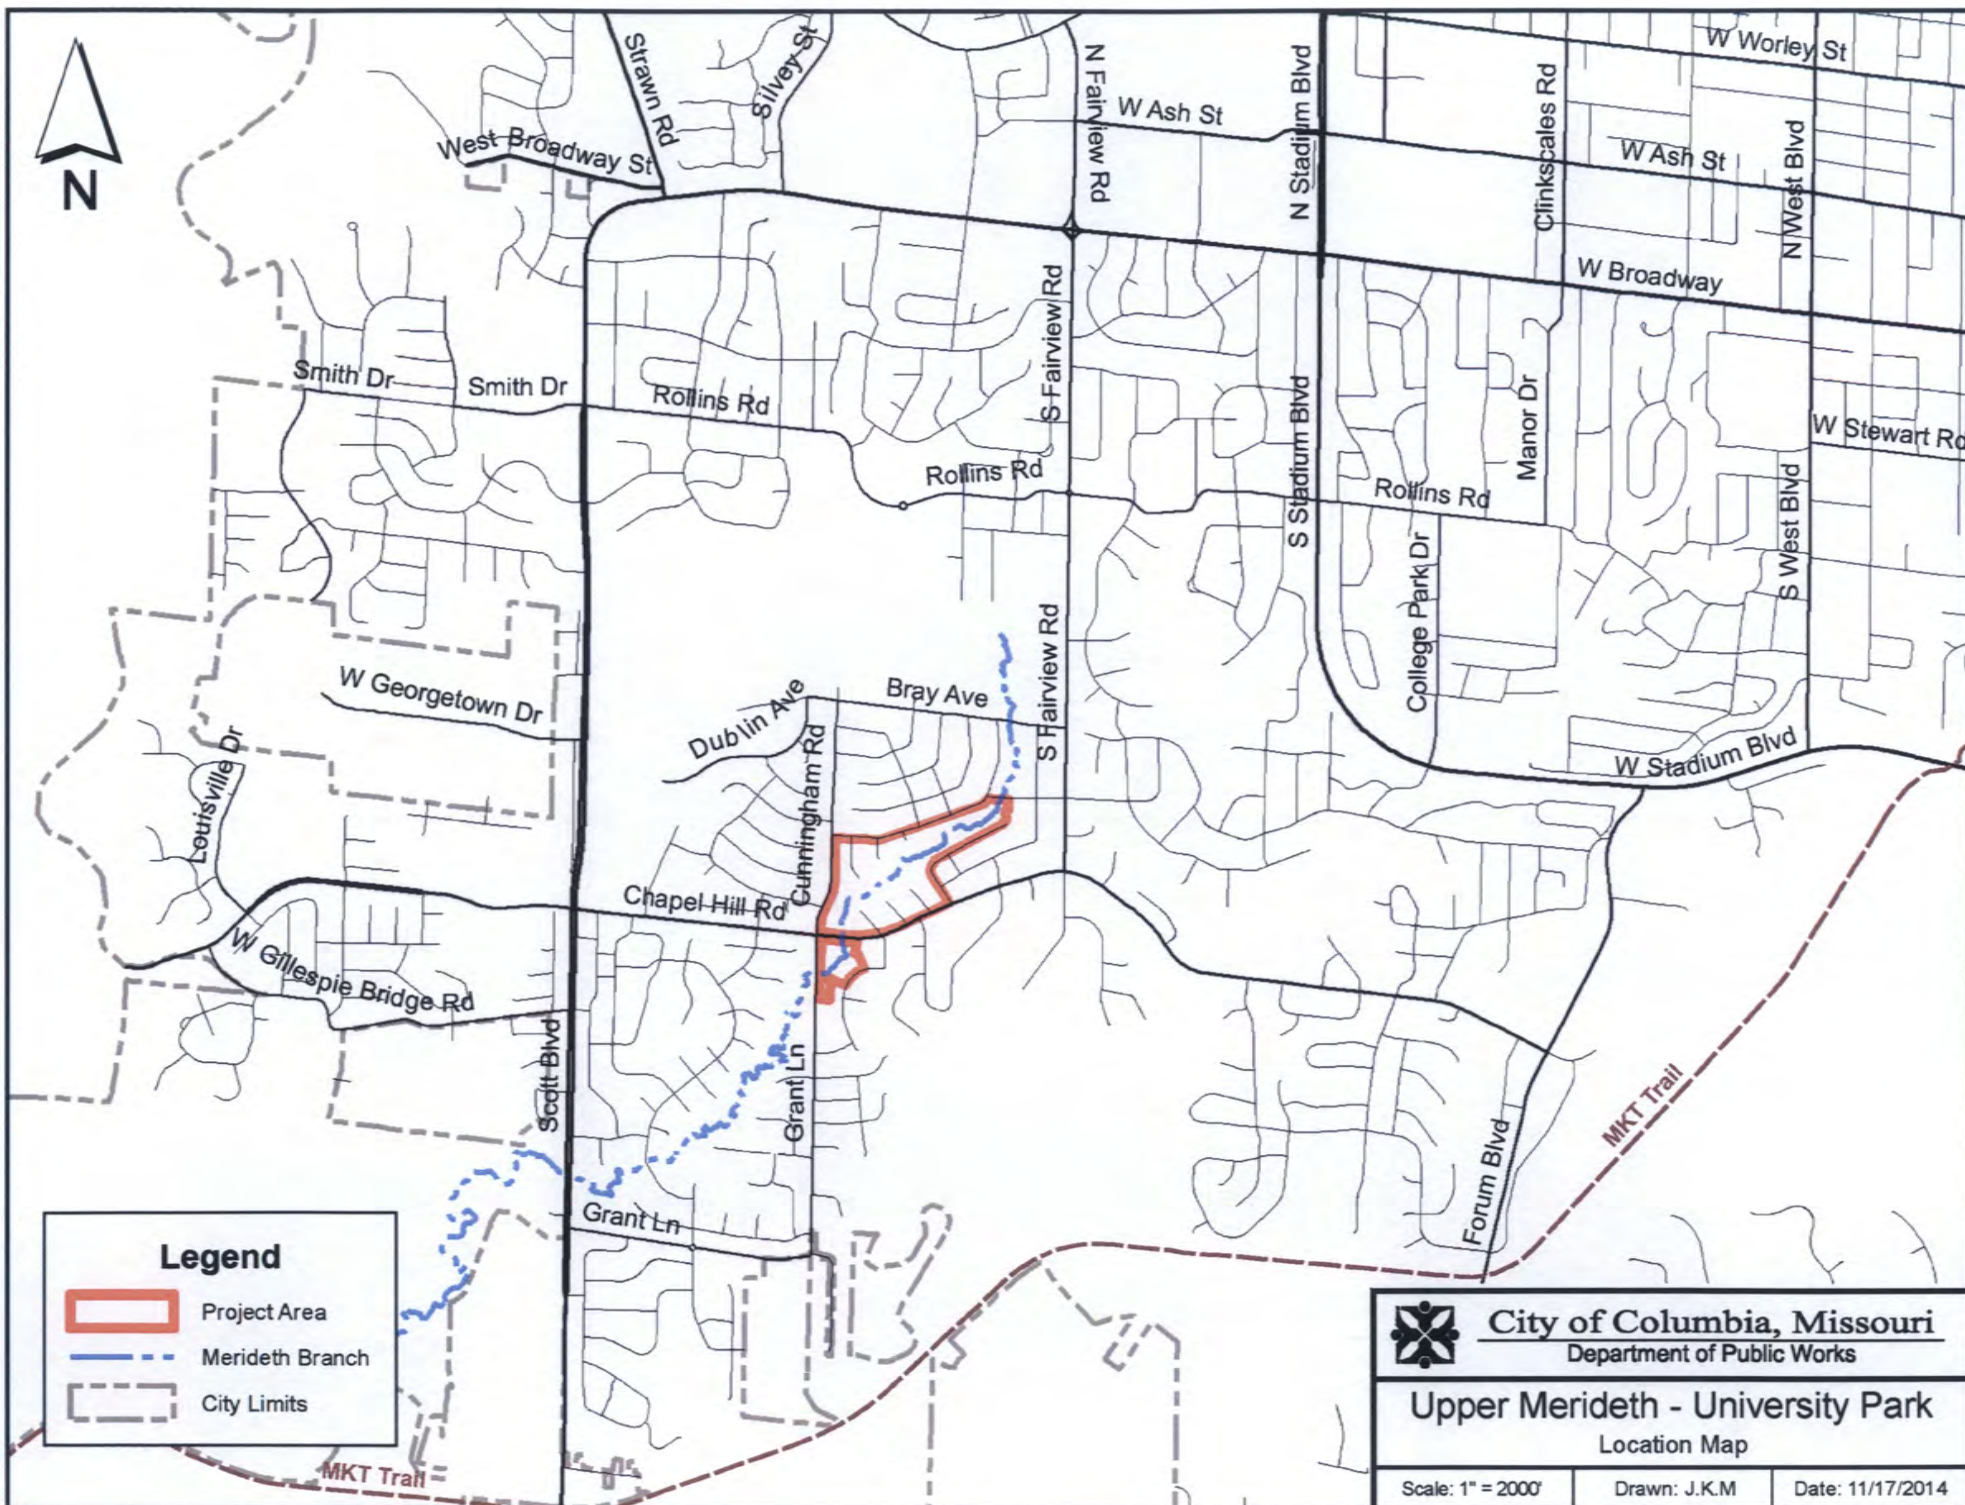 W Worley St
Strawn Rd
Silvey St
N Fairview Rd
N Stadium Blvd
Clinkscales Rd
W Ash St
W Ash St
N West Blvd
West Broadway St
N
W Broadway
S Fairview Rd
Smith Dr
Smith Dr
Rollins Rd
S Stadium Blvd
Manor Dr
W Stewart Rd
Rollins Rd
Rollins Rd
S West Blvd
College Park Dr
S Fairview Rd
W Georgetown Dr
Dublin Ave
Bray Ave
Louisville Dr
Cunningham Rd
W Stadium Blvd
Chapel Hill Rd
W Gillespie Bridge Rd
Scott Blvd
Grant Ln
MKT Trail
Forum Blvd
Grant Ln
Legend
Project Area
Merideth Branch
City Limits
MKT Trail
City of Columbia, Missouri
Department of Public Works
Upper Merideth - University Park
Location Map
Scale: 1" = 2000'
Drawn: J.K.M
Date: 11/17/2014